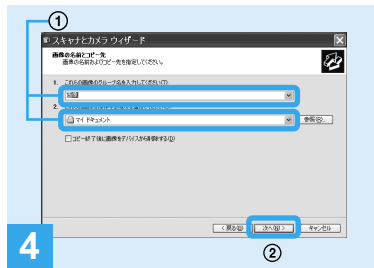 ①
スキャナとカメラ ウィザード
画像の名前とコピー先
画像の名前およびコピー先を指定してください。
1. これらの画像のグループ名を入力してください(T):
2.
マイ ドキュメント
参照(R)...
コピー終了後に画像をデバイスから削除する(D)
< 戻る(B)
次へ(N) >
キャンセル
4
②